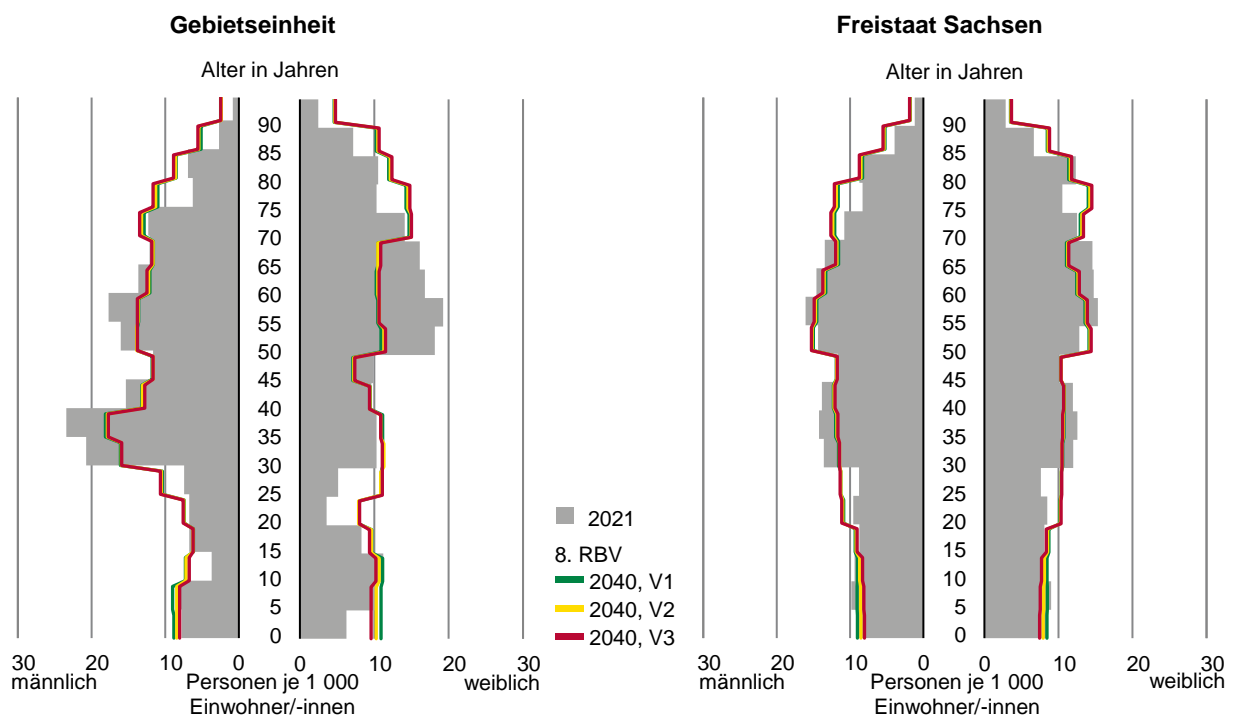 Gebietseinheit
Freistaat Sachsen
Alter in Jahren
Alter in Jahren
90
85
80
75
70
65
60
55
50
45
40
35
30
25
20
15
10
5
0
90
85
80
75
70
65
60
55
50
45
40
35
30
25
20
15
10
5
0
2021
8. RBV
2040, V1
2040, V2
2040, V3
30 20 10 0 0 10 20 30
männlich Personen je 1 000 weiblich
Einwohner/-innen
30 20 10 0 0 10 20 30
männlich Personen je 1 000 weiblich
Einwohner/-innen